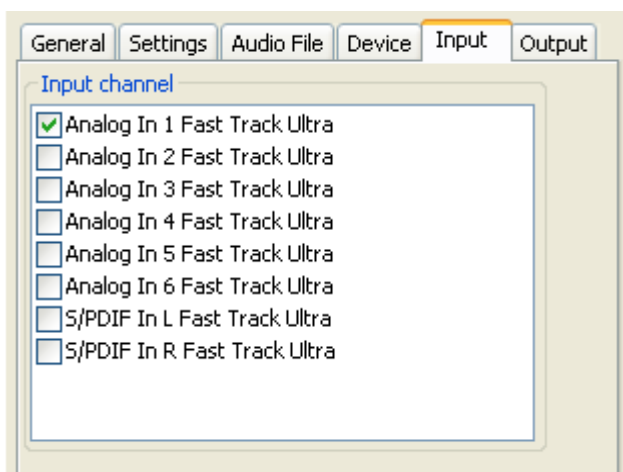 General Settings Audio File Device Input Output
Input channel
Analog In 1 Fast Track Ultra
Analog In 2 Fast Track Ultra
Analog In 3 Fast Track Ultra
Analog In 4 Fast Track Ultra
Analog In 5 Fast Track Ultra
Analog In 6 Fast Track Ultra
S/PDIF In L Fast Track Ultra
S/PDIF In R Fast Track Ultra